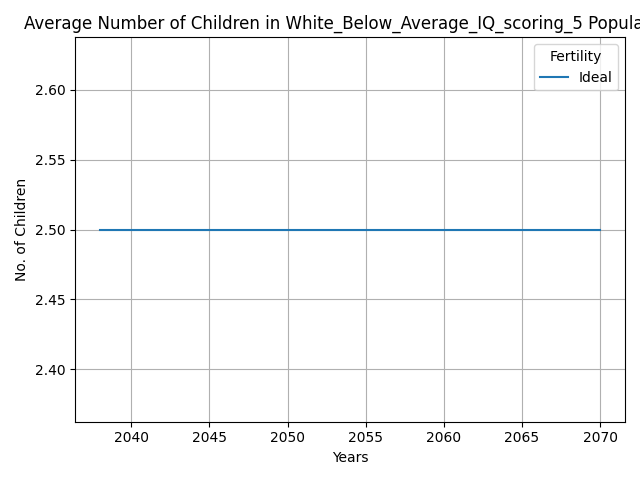 Average Number of Children in White_Below_Average_IQ_scoring_5 Popula
Fertility
Ideal
No. of Children
2.60
2.55
2.50
2.45
2.40
2040 2045 2050 2055 2060 2065 2070
Years